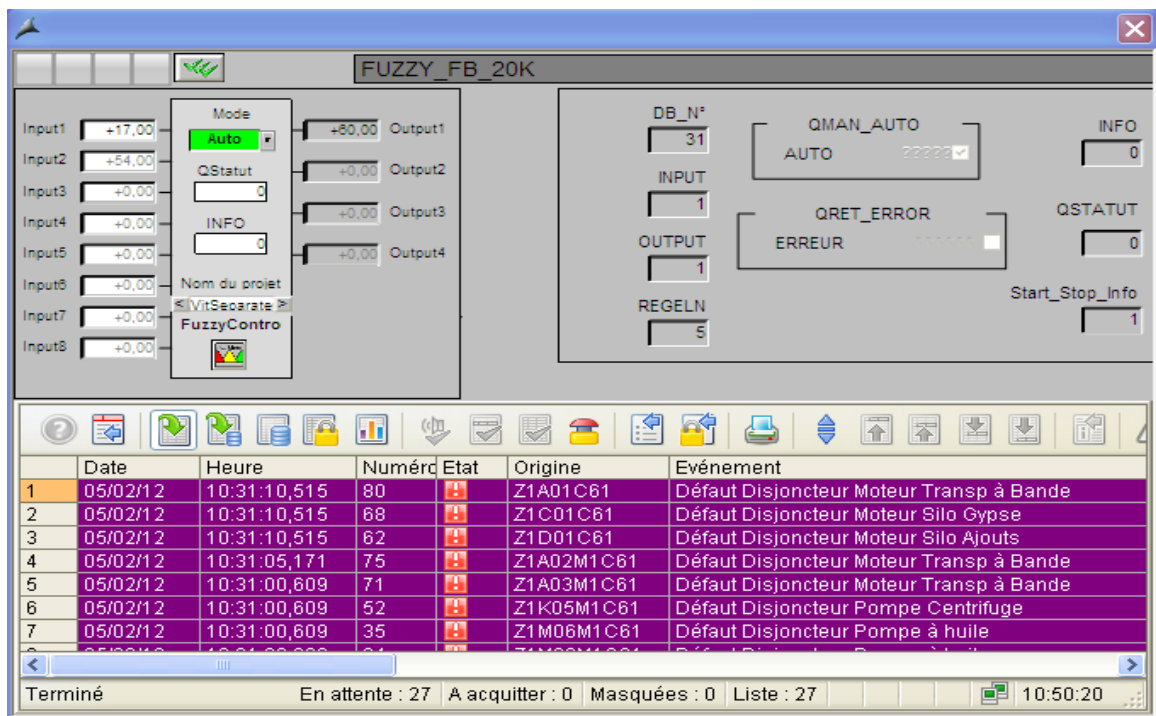 FUZZY_FB_20K
Input1 +17,00
Input2 +54,00
Input3 +0,00
Input4 +0,00
Input5 +0,00
Input6 +0,00
Input7 +0,00
Input8 +0,00
Mode
Auto
QStatut
0
INFO
0
Nom du projet
< VitSeparate >
FuzzyContro
+60,00 Output1
+0,00 Output2
+0,00 Output3
+0,00 Output4
DB_N°
31
INPUT
1
OUTPUT
1
REGELN
5
QMAN_AUTO
AUTO ?????
QRET_ERROR
ERREUR
INFO
0
QSTATUT
0
Start_Stop_Info
1
Date Heure Numérc Etat Origine Evénement
1 05/02/12 10:31:10,515 80 Z1A01C61 Défaut Disjoncteur Moteur Transp à Bande
2 05/02/12 10:31:10,515 68 Z1C01C61 Défaut Disjoncteur Moteur Silo Gypse
3 05/02/12 10:31:10,515 62 Z1D01C61 Défaut Disjoncteur Moteur Silo Ajouts
4 05/02/12 10:31:05,171 75 Z1A02M1C61 Défaut Disjoncteur Moteur Transp à Bande
5 05/02/12 10:31:00,609 71 Z1A03M1C61 Défaut Disjoncteur Moteur Transp à Bande
6 05/02/12 10:31:00,609 52 Z1K05M1C61 Défaut Disjoncteur Pompe Centrifuge
7 05/02/12 10:31:00,609 35 Z1M06M1C61 Défaut Disjoncteur Pompe à huile
Terminé En attente : 27 A acquitter : 0 Masquées : 0 Liste : 27 10:50:20